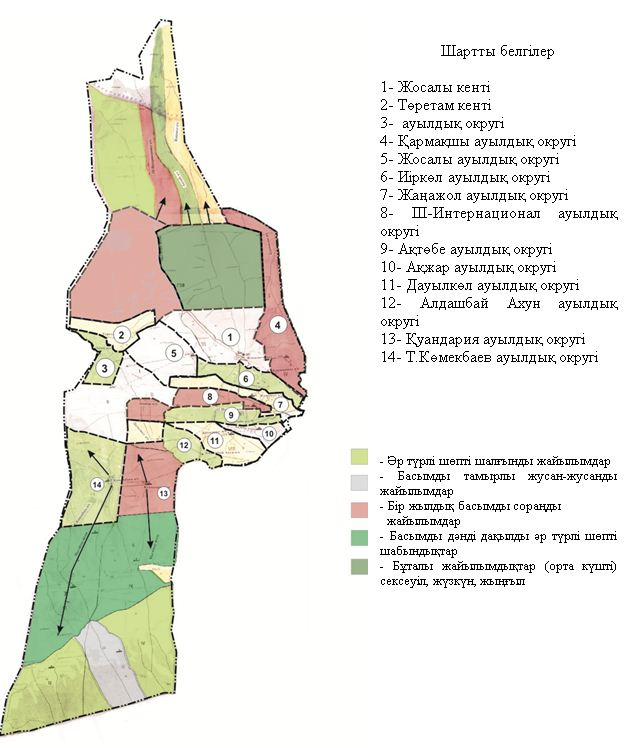 Шартты белгілер
1- Жосалы кенті
2- Төретам кенті
3- ауылдық округі
4- Қармақшы ауылдық округі
5- Жосалы ауылдық округі
6- Иіркөл ауылдық округі
7- Жаңажол ауылдық округі
8- ІІІ-Интернационал ауылдық
округі
9- Ақтөбе ауылдық округі
10- Ақжар ауылдық округі
11- Дауылкөл ауылдық округі
12- Алдашбай Ахун ауылдық
округі
13- Қуандария ауылдық округі
14- Т.Көмекбаев ауылдық округі
- Әр түрлі шөпті шалғынды жайылымдар
- Басымды тамырлы жусан-жусанды
жайылымдар
- Бір жылдық басымды соранды
жайылымдар
- Басымды дәнді дақылды әр түрлі шөпті
шабындықтар
- Бұталы жайылымдықтар (орта күшті)
сексеуіл, жүзкүн, жыңғыл
1
2
3
4
5
6
7
8
9
10
11
12
13
14